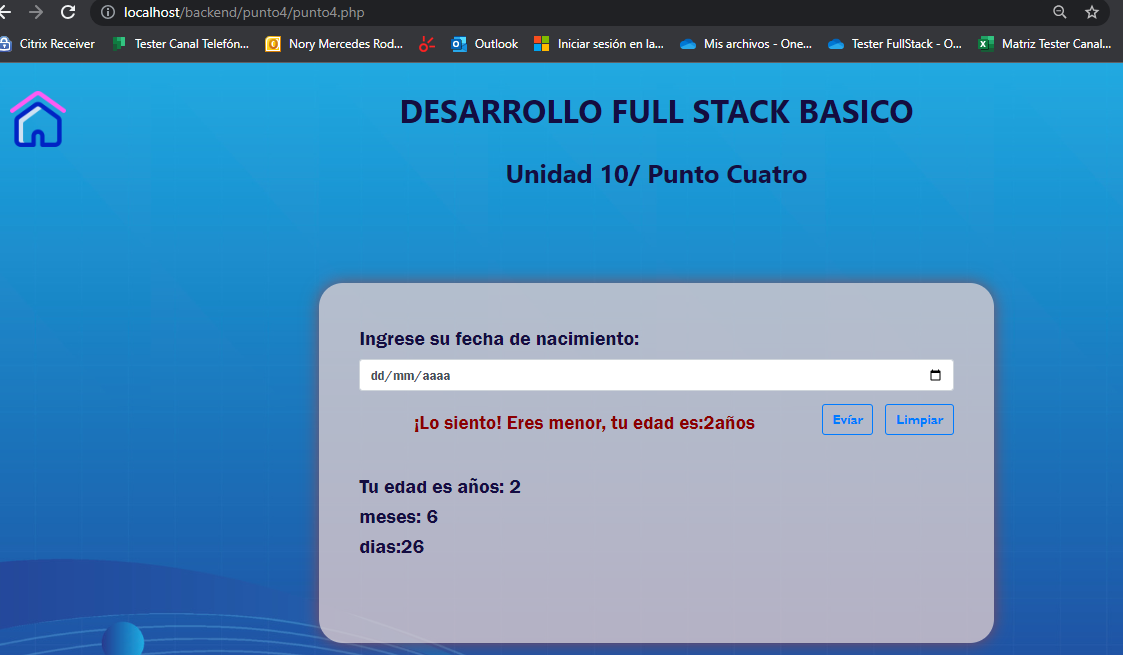 localhost/backend/punto4/punto4.php
Citrix Receiver Tester Canal Telefón... Nory Mercedes Rod... Outlook Iniciar sesión en la... Mis archivos - One... Tester FullStack - O... Matriz Tester Canal...
DESARROLLO FULL STACK BASICO
Unidad 10/ Punto Cuatro
Ingrese su fecha de nacimiento:
dd/mm/aaaa
¡Lo siento! Eres menor, tu edad es:2años Evíar Limpiar
Tu edad es años: 2
meses: 6
dias:26